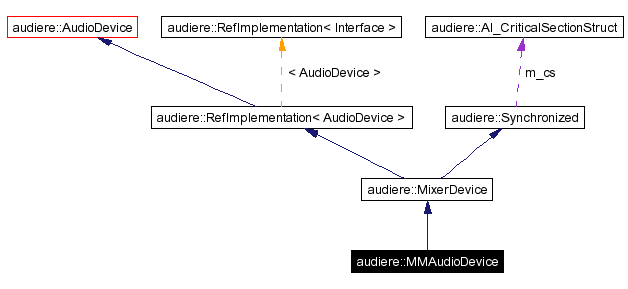 audiere::AudioDevice
audiere::RefImplementation< Interface >
audiere::AI_CriticalSectionStruct
< AudioDevice >
m_cs
audiere::RefImplementation< AudioDevice >
audiere::Synchronized
audiere::MixerDevice
audiere::MMAudioDevice